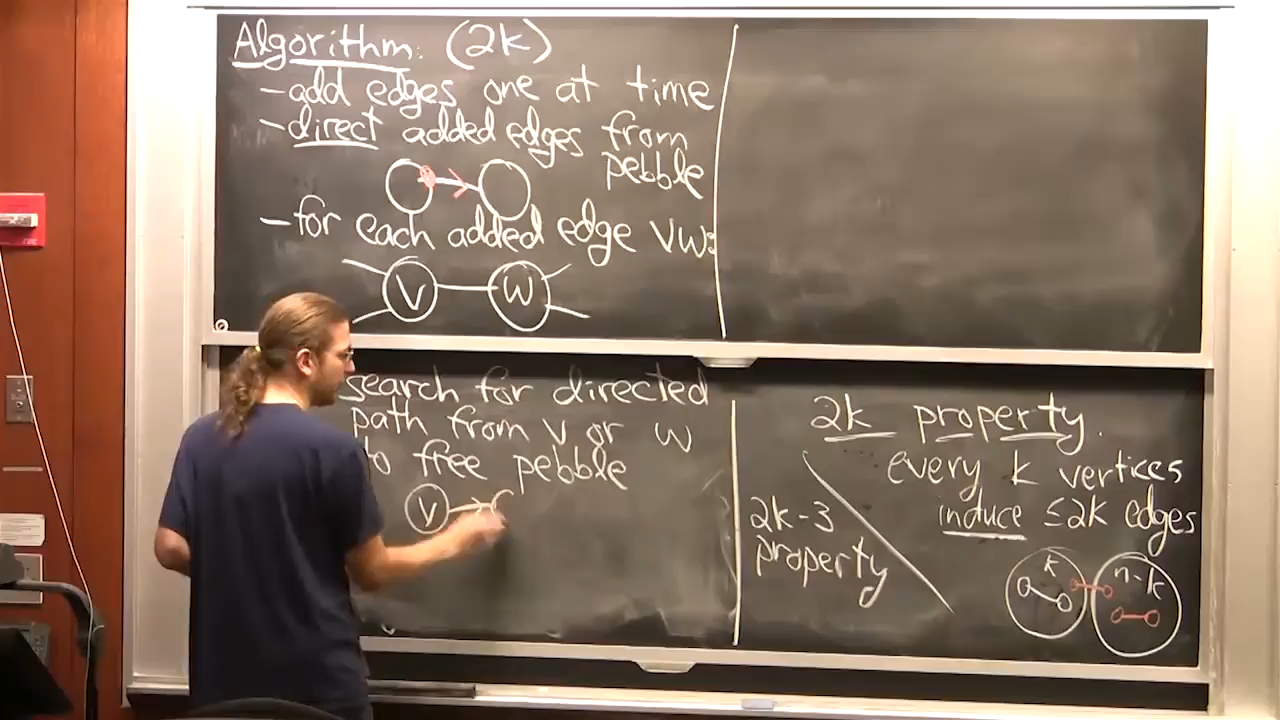 Algorithm: (2k)
-add edges one at time
-direct added edges from
pebble
-for each added edge vw:
v
w
search for directed
path from v or w
to free pebble
v
2k property.
every k vertices
induce ≤2k edges
2k-3
property
k
n-k